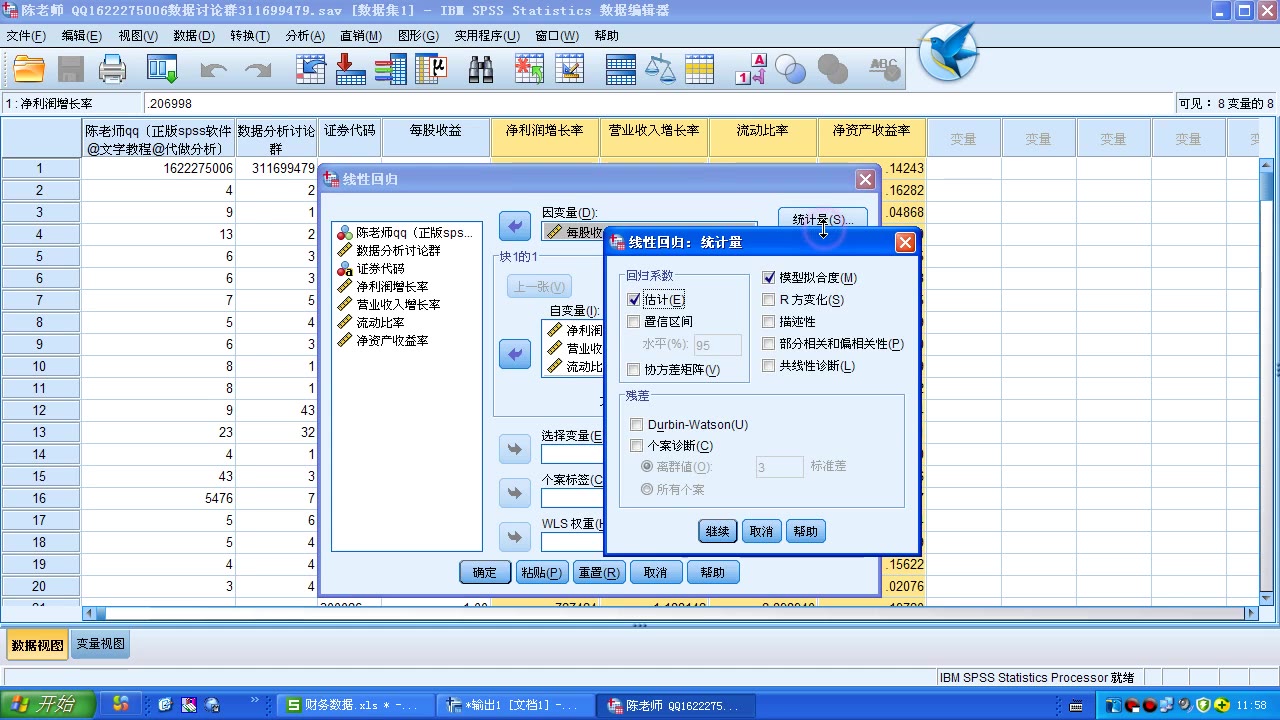 陈老师 QQ1622275006数据讨论群311699479.sav [数据集1] - IBM SPSS Statistics 数据编辑器
文件(F) 编辑(E) 视图(V) 数据(D) 转换(T) 分析(A) 直销(M) 图形(G) 实用程序(U) 窗口(W) 帮助
1 : 净利润增长率 .206998 可见： 8 变量的 8
陈老师qq（正版spss软件@文字教程@代做分析） 数据分析讨论群 证券代码 每股收益 净利润增长率 营业收入增长率 流动比率 净资产收益率 变量 变量 变量 变量
1 1622275006 311699479 .14243
2 4 2 .16282
3 9 1 .04868
4 13 2
5 6 3
6 6 3
7 7 5
8 5 4
9 6 3
10 8 1
11 8 1
12 9 43
13 23 32
14 4 1
15 43 3
16 5476 7
17 5 6
18 5 4
19 4 4 .15622
20 3 4 .02076
线性回归
陈老师qq（正版sps...
数据分析讨论群
证券代码
净利润增长率
营业收入增长率
流动比率
净资产收益率
因变量(D):
每股收
统计量(S)...
块1的1
上一张(V)
自变量(I):
净利润
营业收
流动比
选择变量(E
个案标签(C
WLS 权重(H
确定 粘贴(P) 重置(R) 取消 帮助
线性回归：统计量
回归系数
估计(E)
置信区间
水平(%): 95
协方差矩阵(V)
模型拟合度(M)
R 方变化(S)
描述性
部分相关和偏相关性(P)
共线性诊断(L)
残差
Durbin-Watson(U)
个案诊断(C)
离群值(O): 3 标准差
所有个案
继续 取消 帮助
数据视图 变量视图
IBM SPSS Statistics Processor 就绪
开始 财务数据.xls * -... *输出1 [文档1] -... 陈老师 QQ162275... 11:58